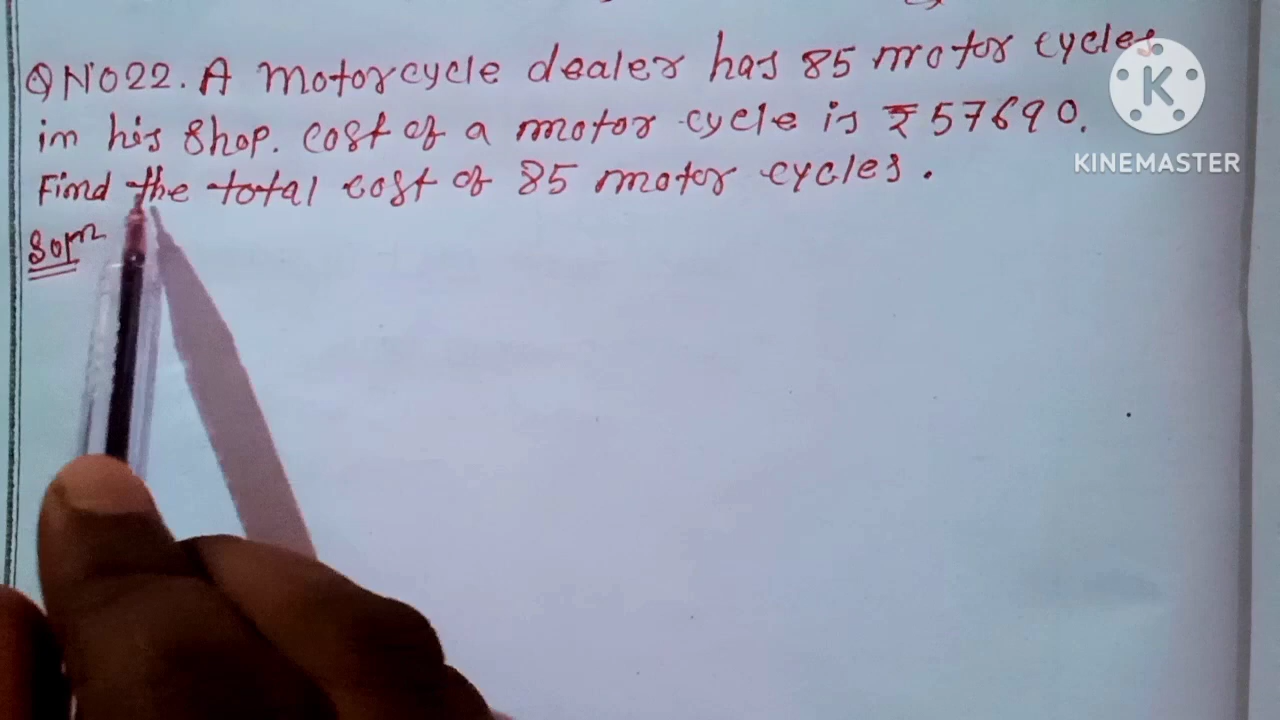 QNO22. A motorcycle dealer has 85 motor cycles
in his shop. cost of a motor cycle is ₹57690.
Find the total cost of 85 motor cycles.
Solⁿ
K
KINEMASTER